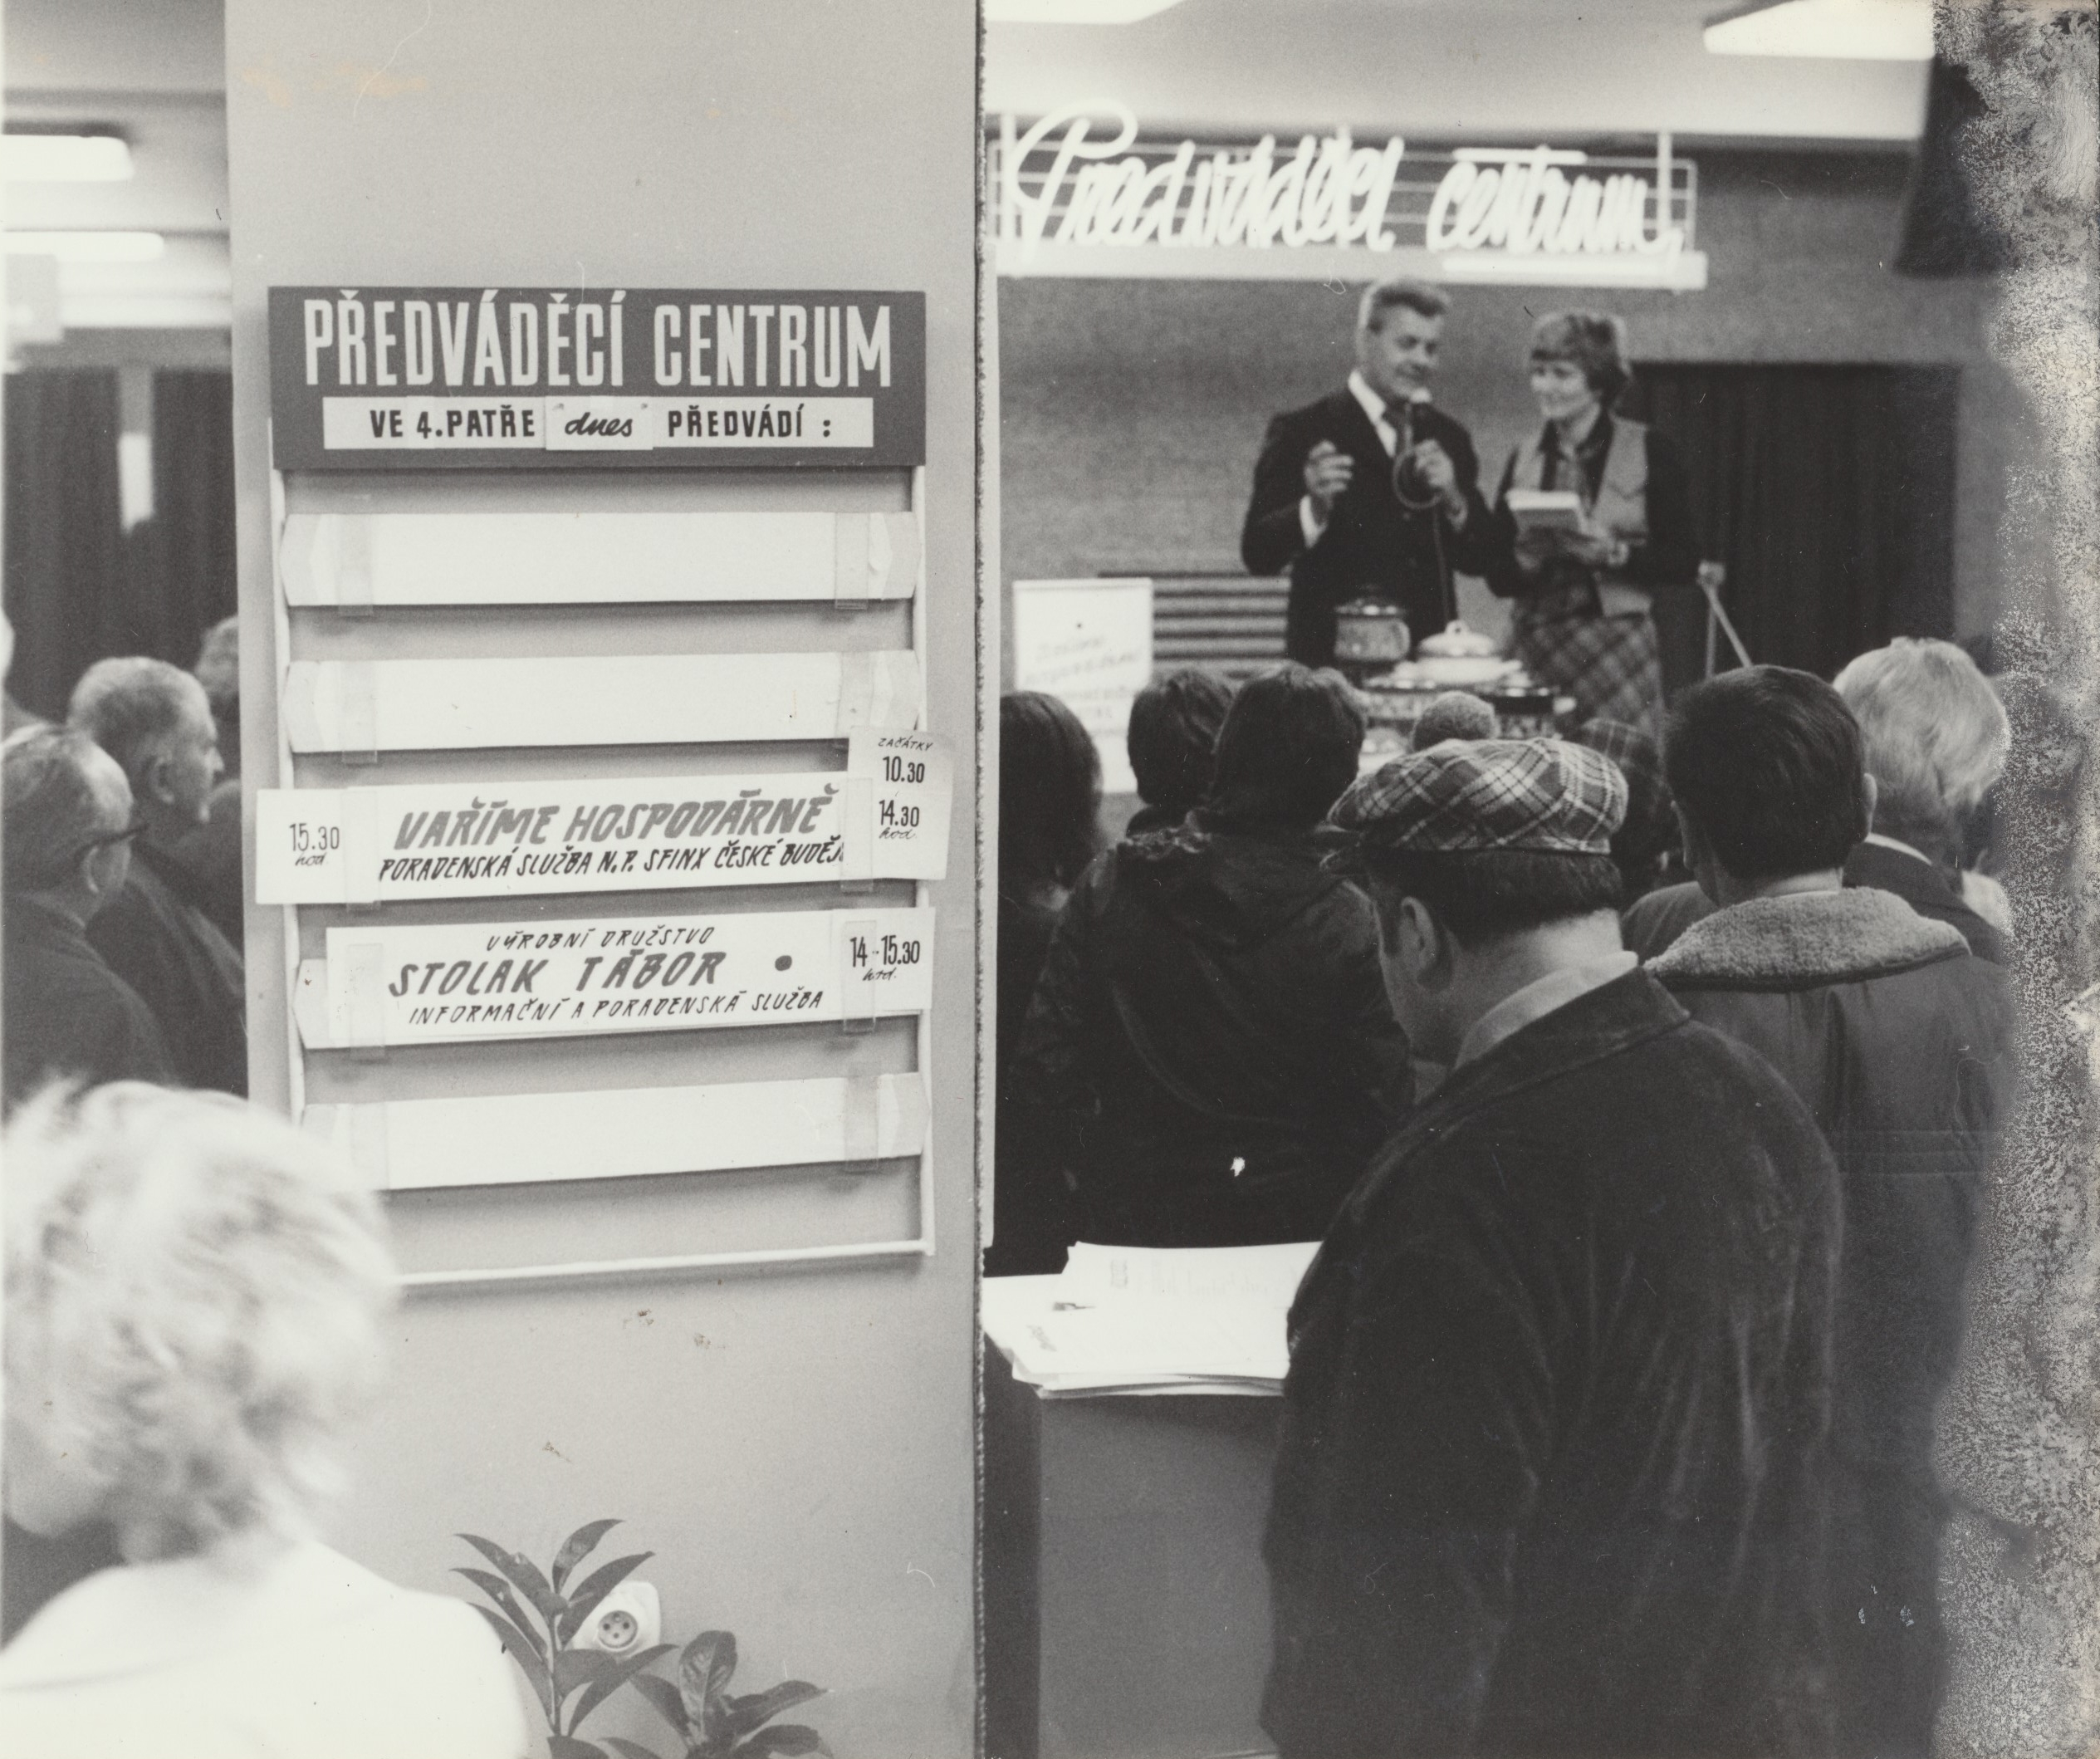 PŘEDVÁDĚCÍ CENTRUM
VE 4. PATŘE dnes PŘEDVÁDÍ :
ZAČÁTKY
10.30
14.30
hod.
15.30
hod
VAŘÍME HOSPODÁRNĚ
PORADENSKÁ SLUŽBA N.P. SFINX ČESKÉ BUDĚJ.
VÝROBNÍ DRUŽSTVO
STOLAK TÁBOR •
INFORMAČNÍ A PORADENSKÁ SLUŽBA
14-15.30
hod.
Předváděcí centrum